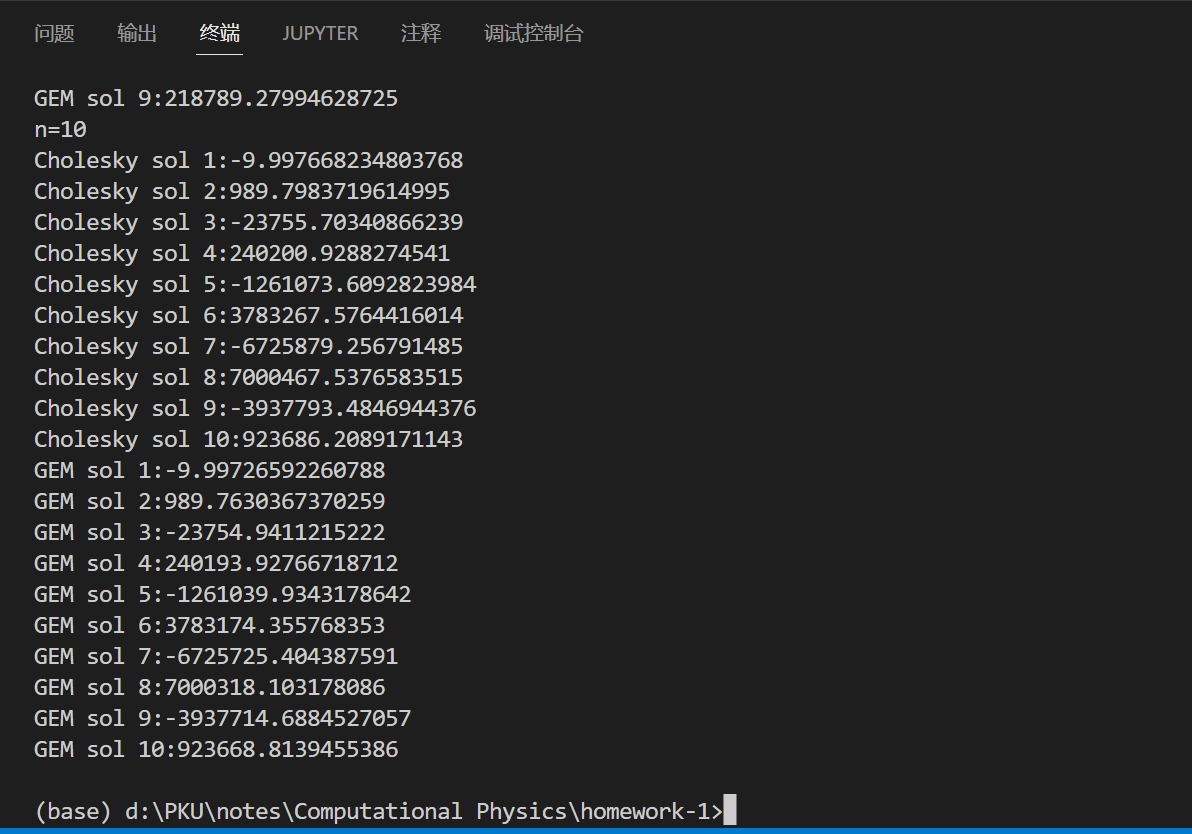 问题 输出 终端 JUPYTER 注释 调试控制台
GEM sol 9:218789.27994628725
n=10
Cholesky sol 1:-9.997668234803768
Cholesky sol 2:989.7983719614995
Cholesky sol 3:-23755.70340866239
Cholesky sol 4:240200.9288274541
Cholesky sol 5:-1261073.6092823984
Cholesky sol 6:3783267.5764416014
Cholesky sol 7:-6725879.256791485
Cholesky sol 8:7000467.5376583515
Cholesky sol 9:-3937793.4846944376
Cholesky sol 10:923686.2089171143
GEM sol 1:-9.99726592260788
GEM sol 2:989.7630367370259
GEM sol 3:-23754.9411215222
GEM sol 4:240193.92766718712
GEM sol 5:-1261039.9343178642
GEM sol 6:3783174.355768353
GEM sol 7:-6725725.404387591
GEM sol 8:7000318.103178086
GEM sol 9:-3937714.6884527057
GEM sol 10:923668.8139455386
(base) d:\PKU\notes\Computational Physics\homework-1>